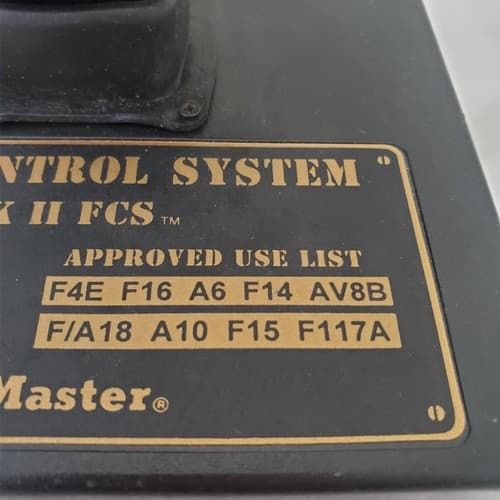 NTROL SYSTEM
K II FCS™
APPROVED USE LIST
F4E F16 A6 F14 AV8B
F/A18 A10 F15 F117A
Master®